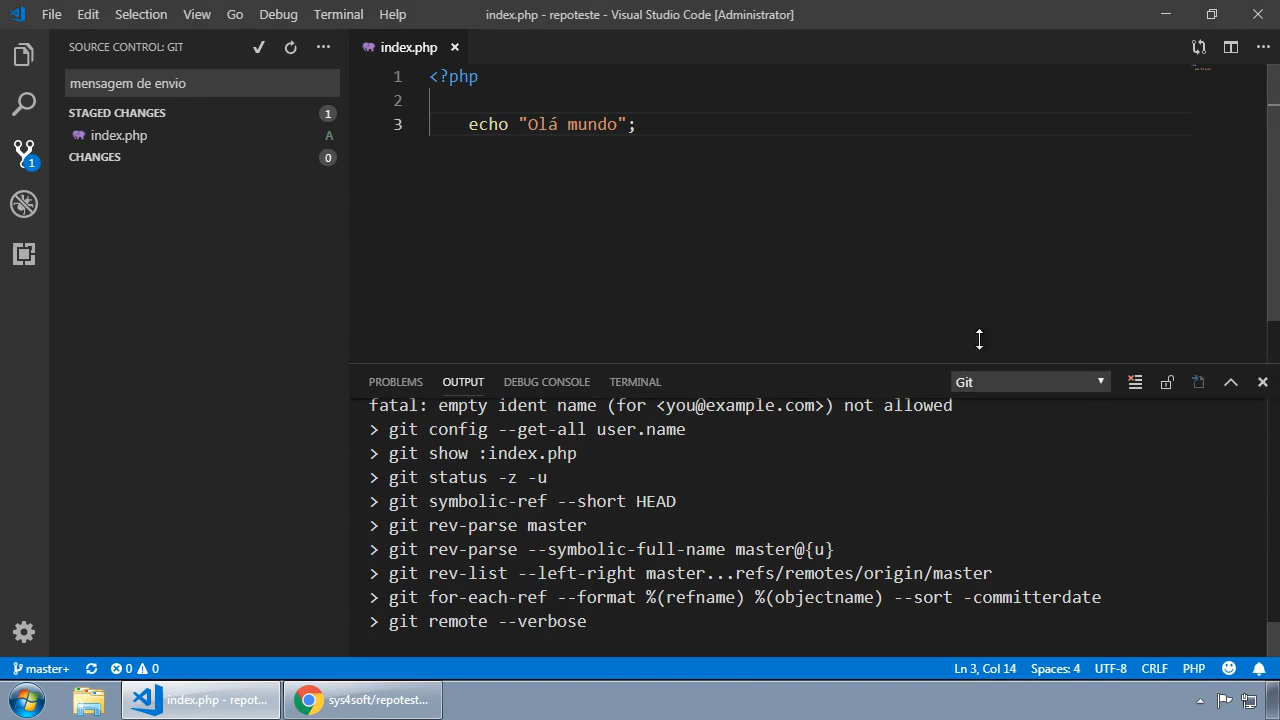 File Edit Selection View Go Debug Terminal Help
index.php - repoteste - Visual Studio Code [Administrator]
SOURCE CONTROL: GIT
mensagem de envio
STAGED CHANGES 1
index.php A
CHANGES 0
1
index.php
1 <?php
2
3 echo "Olá mundo";
PROBLEMS OUTPUT DEBUG CONSOLE TERMINAL
Git
fatal: empty ident name (for <you@example.com>) not allowed
> git config --get-all user.name
> git show :index.php
> git status -z -u
> git symbolic-ref --short HEAD
> git rev-parse master
> git rev-parse --symbolic-full-name master@{u}
> git rev-list --left-right master...refs/remotes/origin/master
> git for-each-ref --format %(refname) %(objectname) --sort -committerdate
> git remote --verbose
master+ 0 0
Ln 3, Col 14 Spaces: 4 UTF-8 CRLF PHP
index.php - repot...
sys4soft/repotest...